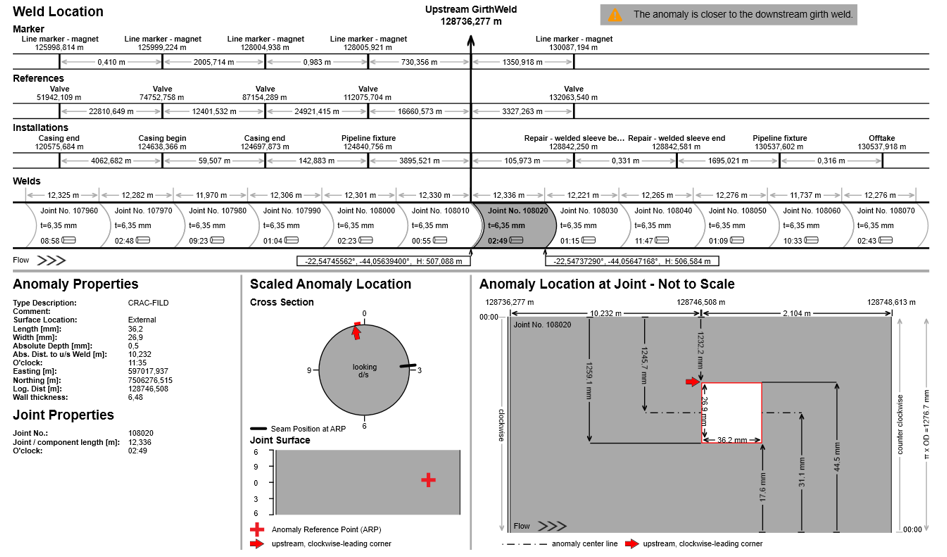 Weld Location
Upstream GirthWeld
128736,277 m
The anomaly is closer to the downstream girth weld.
Marker
Line marker - magnet Line marker - magnet Line marker - magnet Line marker - magnet Line marker - magnet
125998,814 m 125999,224 m 128004,938 m 128005,921 m 130087,194 m
0,410 m 2005,714 m 0,983 m 730,356 m 1350,918 m
References
Valve Valve Valve Valve Valve
51942,109 m 74752,758 m 87154,289 m 112075,704 m 132063,540 m
22810,649 m 12401,532 m 24921,415 m 16660,573 m 3327,263 m
Installations
Casing end Casing begin Casing end Pipeline fixture Repair - welded sleeve be... Repair - welded sleeve end Pipeline fixture Offtake
120575,684 m 124638,366 m 124697,873 m 124840,756 m 128842,250 m 128842,581 m 130537,602 m 130537,918 m
4062,682 m 59,507 m 142,883 m 3895,521 m 105,973 m 0,331 m 1695,021 m 0,316 m
Welds
12,325 m 12,282 m 11,970 m 12,306 m 12,301 m 12,330 m 12,336 m 12,221 m 12,265 m 12,276 m 11,737 m 12,276 m
Joint No. 107960 Joint No. 107970 Joint No. 107980 Joint No. 107990 Joint No. 108000 Joint No. 108010 Joint No. 108020 Joint No. 108030 Joint No. 108040 Joint No. 108050 Joint No. 108060 Joint No. 108070
t=6,35 mm t=6,35 mm t=6,35 mm t=6,35 mm t=6,35 mm t=6,35 mm t=6,35 mm t=6,35 mm t=6,35 mm t=6,35 mm t=6,35 mm t=6,35 mm
08:58 02:48 09:23 01:04 02:23 00:55 02:49 01:15 11:47 01:09 10:33 02:43
Flow
-22,54745562°, -44,05639400°, H: 507,088 m
-22,54737290°, -44,05647168°, H: 506,584 m
Anomaly Properties
Type Description: CRAC-FILD
Comment:
Surface Location: External
Length [mm]: 36,2
Width [mm]: 26,9
Absolute Depth [mm]: 0,5
Abs. Dist. to u/s Weld [m]: 10,232
O'clock: 11:35
Easting [m]: 597017,937
Northing [m]: 7506276,515
Log. Dist [m]: 128746,508
Wall thickness: 6,48
Joint Properties
Joint No.: 108020
Joint / component length [m]: 12,336
O'clock: 02:49
Scaled Anomaly Location
Cross Section
0
9
looking
d/s
3
6
Seam Position at ARP
Joint Surface
6
9
0
3
6
Anomaly Reference Point (ARP)
upstream, clockwise-leading corner
Anomaly Location at Joint - Not to Scale
128736,277 m 128746,508 m 128748,613 m
10.232 m 2.104 m
00:00
Joint No. 108020
clockwise
1259.1 mm
1245.7 mm
1232.2 mm
26.9 mm
36.2 mm
17.6 mm
31.1 mm
44.5 mm
counter clockwise
π x OD =1276.7 mm
Flow
00:00
anomaly center line
upstream, clockwise-leading corner